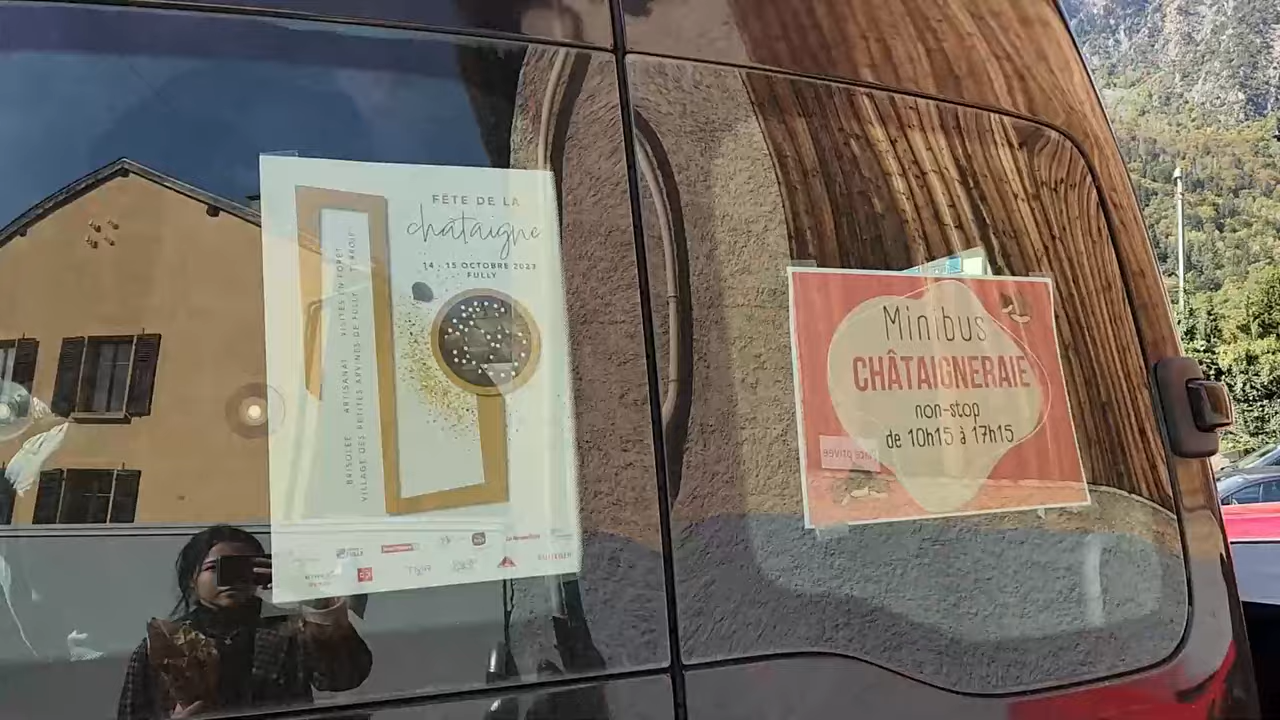 FÊTE DE LA
châtaigne
14 - 15 OCTOBRE 2023
FULLY
BRISOLÉE ARTISANAT VISITES EN FORÊT
VILLAGE DES PETITES ARVINES DE FULLY TERROIR
Minibus
CHÂTAIGNERAIE
non-stop
de 10h15 à 17h15